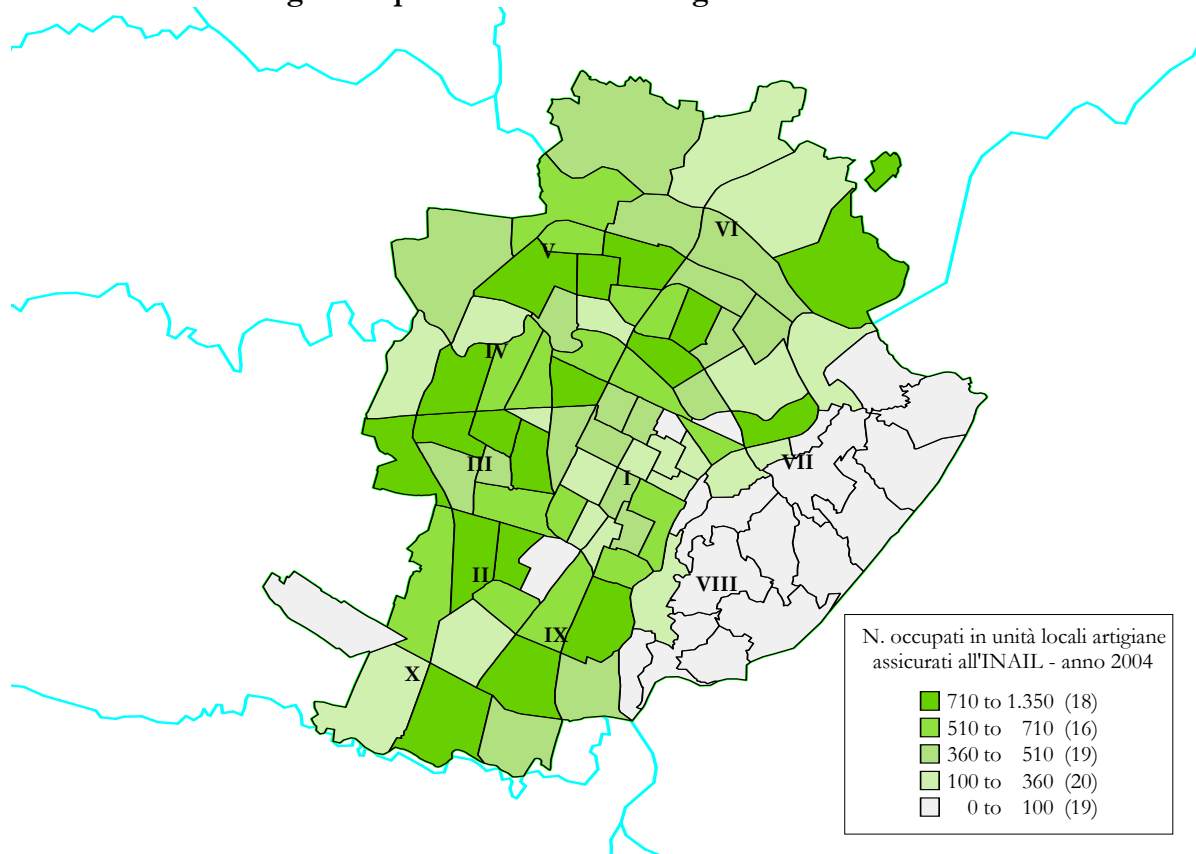 VI
V
IV
III
I
VII
II
VIII
IX
X
N. occupati in unità locali artigiane
assicurati all'INAIL - anno 2004
710 to 1.350 (18)
510 to 710 (16)
360 to 510 (19)
100 to 360 (20)
0 to 100 (19)